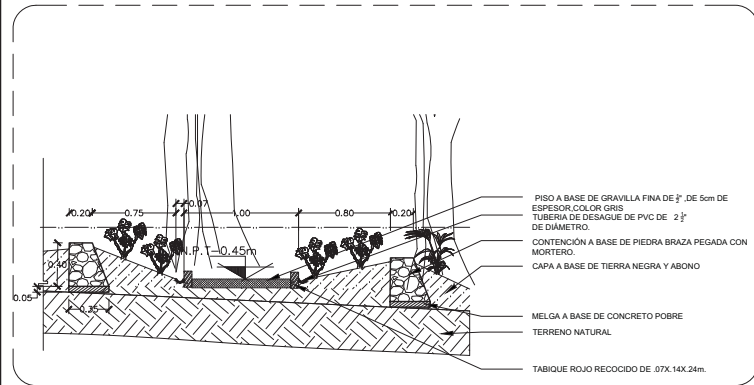 0.20
0.75
0.07
1.00
0.80
0.20
N.P.T-0.45m
0.40
0.05
0.35
PISO A BASE DE GRAVILLA FINA DE ½", DE 5cm DE
ESPESOR,COLOR GRIS
TUBERIA DE DESAGUE DE PVC DE 2 ½"
DE DIÁMETRO.
CONTENCIÓN A BASE DE PIEDRA BRAZA PEGADA CON
MORTERO.
CAPA A BASE DE TIERRA NEGRA Y ABONO
MELGA A BASE DE CONCRETO POBRE
TERRENO NATURAL
TABIQUE ROJO RECOCIDO DE .07X.14X.24m.